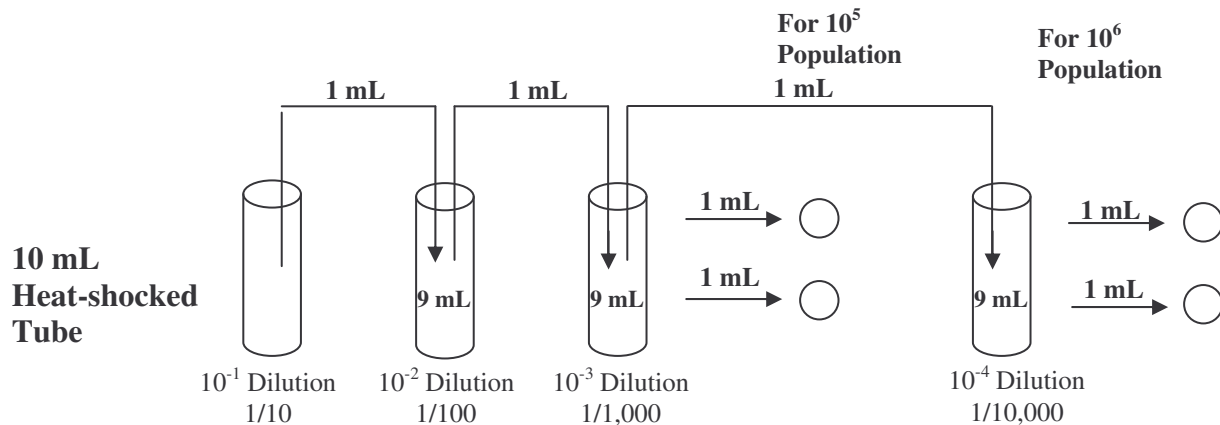 For 10⁵
Population
For 10⁶
Population
1 mL
1 mL
1 mL
1 mL
1 mL
1 mL
1 mL
10 mL
Heat-shocked
Tube
9 mL
9 mL
9 mL
10⁻¹ Dilution
1/10
10⁻² Dilution
1/100
10⁻³ Dilution
1/1,000
10⁻⁴ Dilution
1/10,000